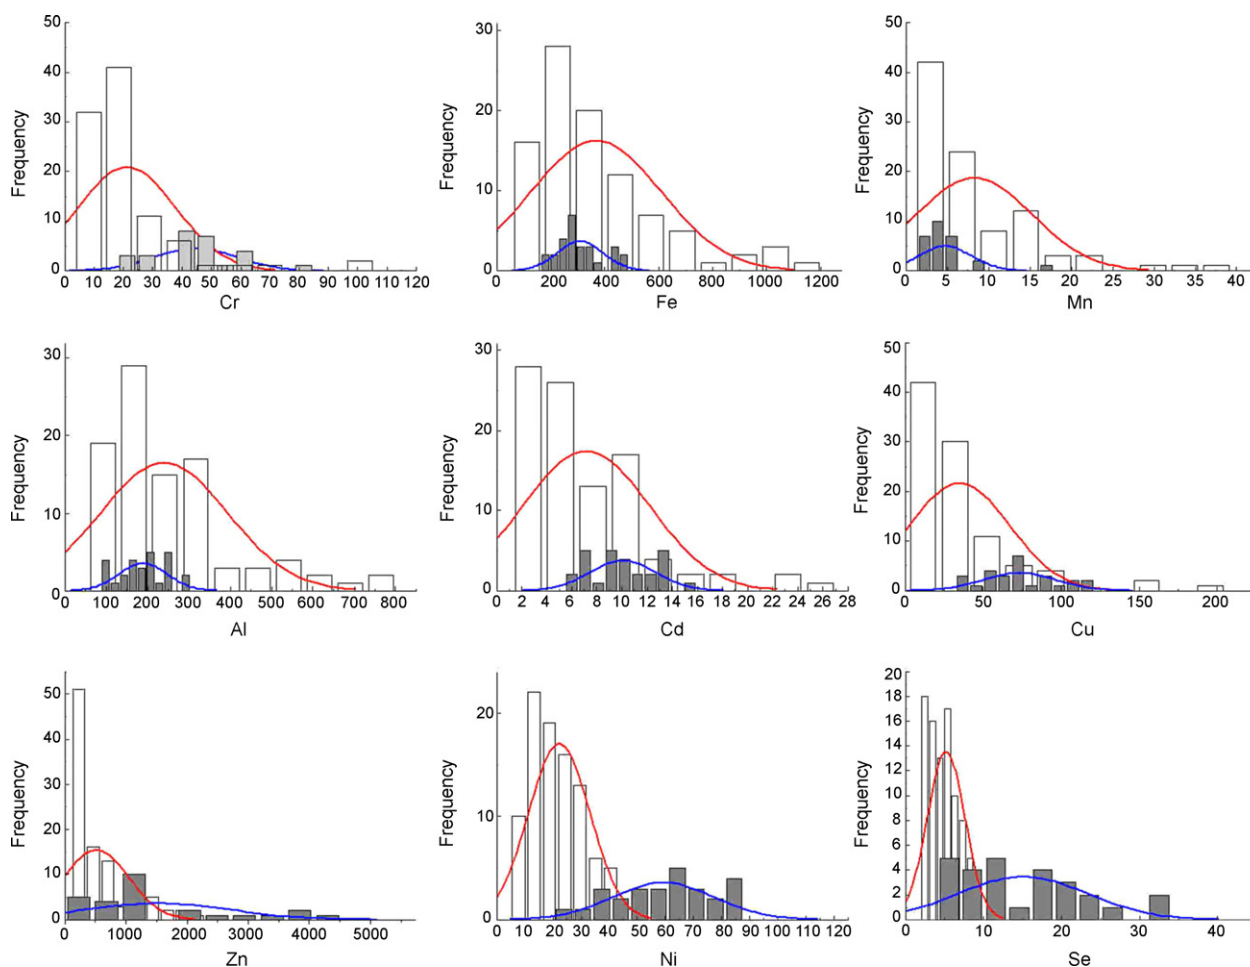 50 40 30 20 10 0
Frequency
0 10 20 30 40 50 60 70 80 90 100 120
Cr
30 20 10 0
Frequency
0 200 400 600 800 1000 1200
Fe
50 40 30 20 10 0
Frequency
0 5 10 15 20 25 30 35 40
Mn
30 20 10 0
Frequency
0 100 200 300 400 500 600 700 800
Al
30 20 10 0
Frequency
0 2 4 6 8 10 12 14 16 18 20 22 24 26 28
Cd
50 40 30 20 10 0
Frequency
0 50 100 150 200
Cu
50 40 30 20 10 0
Frequency
0 1000 2000 3000 4000 5000
Zn
20 10 0
Frequency
0 10 20 30 40 50 60 70 80 90 100 120
Ni
20 18 16 14 12 10 8 6 4 2 0
Frequency
0 10 20 30 40
Se